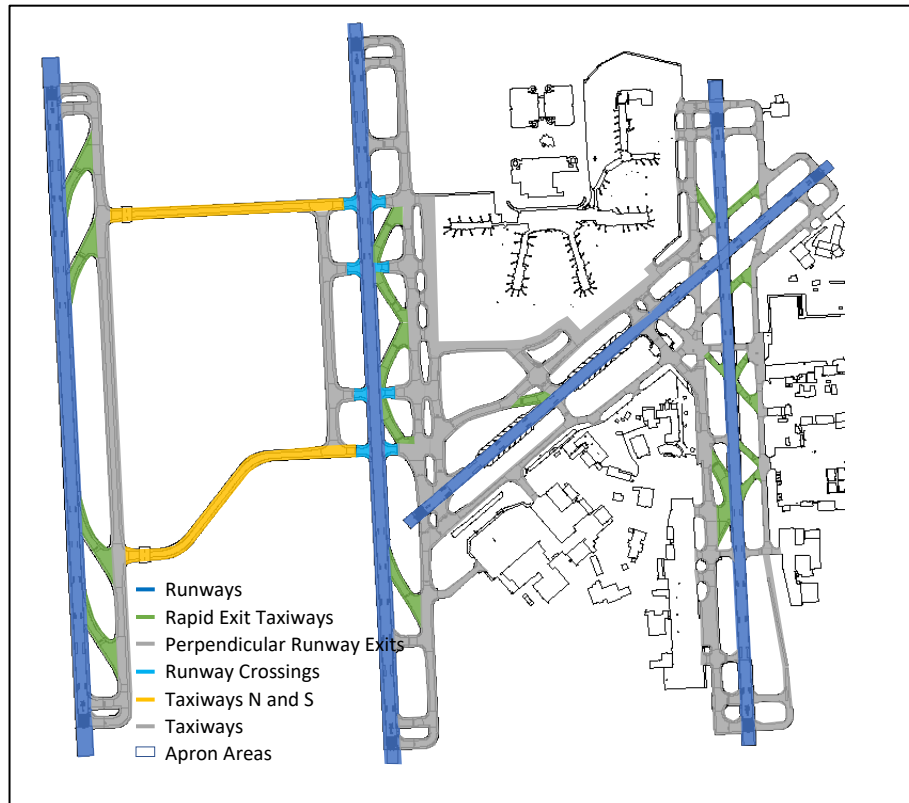 Runways
Rapid Exit Taxiways
Perpendicular Runway Exits
Runway Crossings
Taxiways N and S
Taxiways
Apron Areas